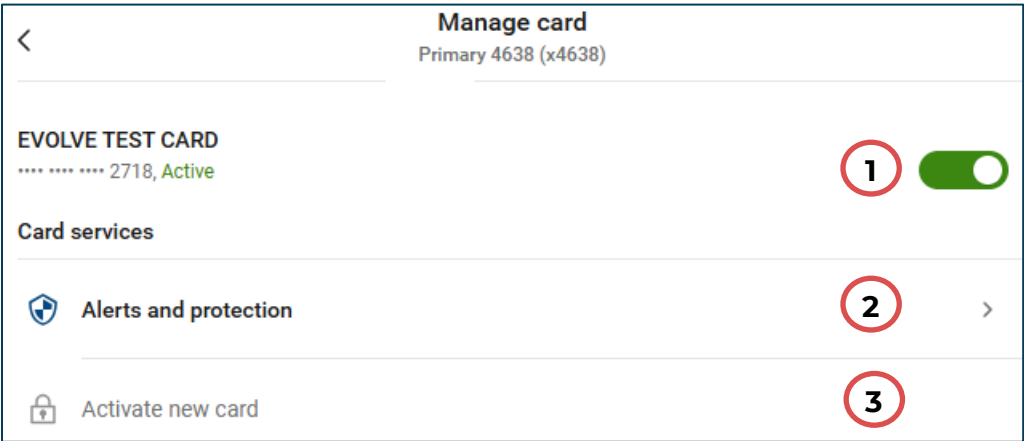 Manage card
Primary 4638 (x4638)
EVOLVE TEST CARD
•••• •••• •••• 2718, Active
1
Card services
Alerts and protection
2
Activate new card
3